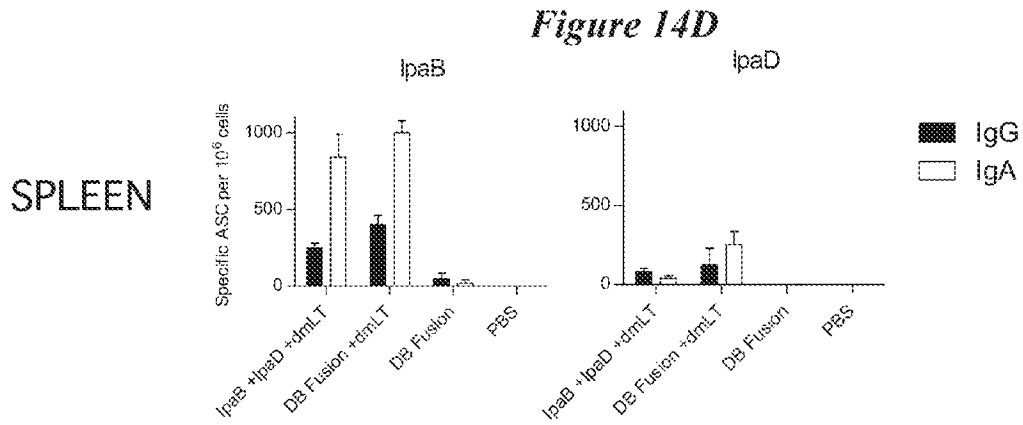 Figure 14D
IpaB
IpaD
SPLEEN
Specific ASC per 10⁶ cells
1000
500
0
IpaB +IpaD +dmLT
DB Fusion +dmLT
DB Fusion
PBS
1000
500
0
IpaB +IpaD +dmLT
DB Fusion +dmLT
DB Fusion
PBS
IgG
IgA